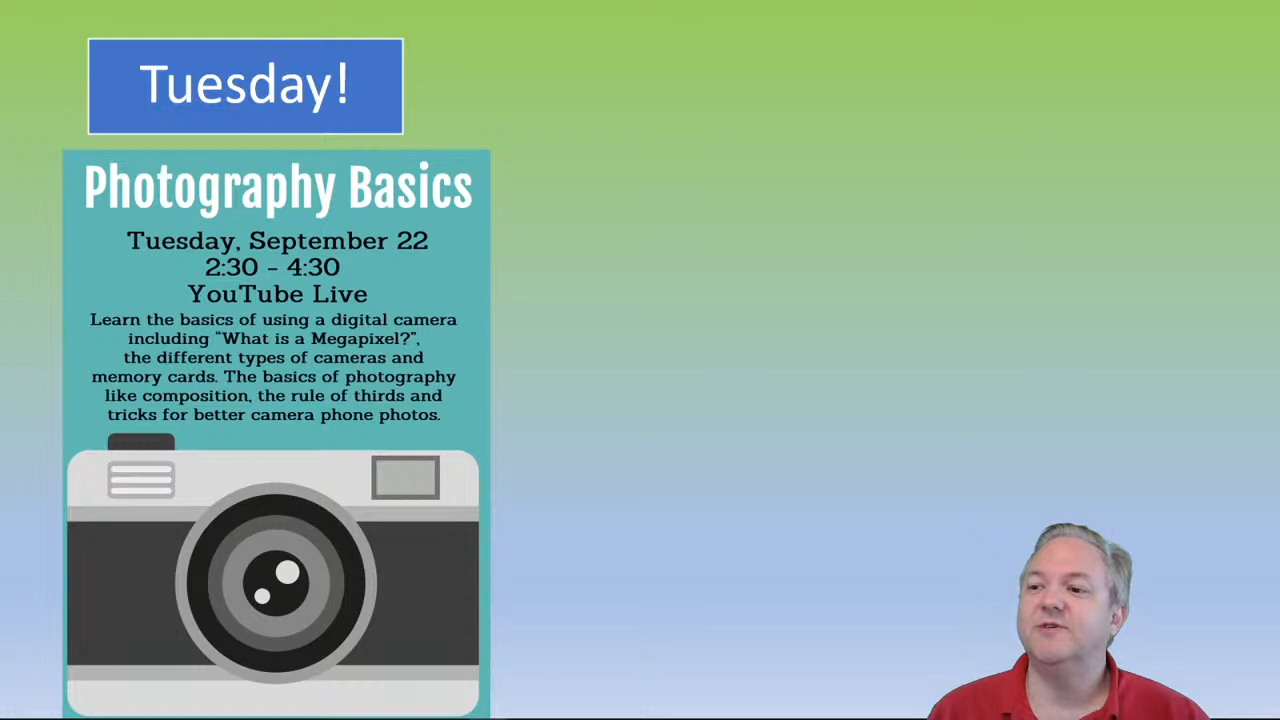 Tuesday!
Photography Basics
Tuesday, September 22
2:30 - 4:30
YouTube Live
Learn the basics of using a digital camera
including “What is a Megapixel?”,
the different types of cameras and
memory cards. The basics of photography
like composition, the rule of thirds and
tricks for better camera phone photos.